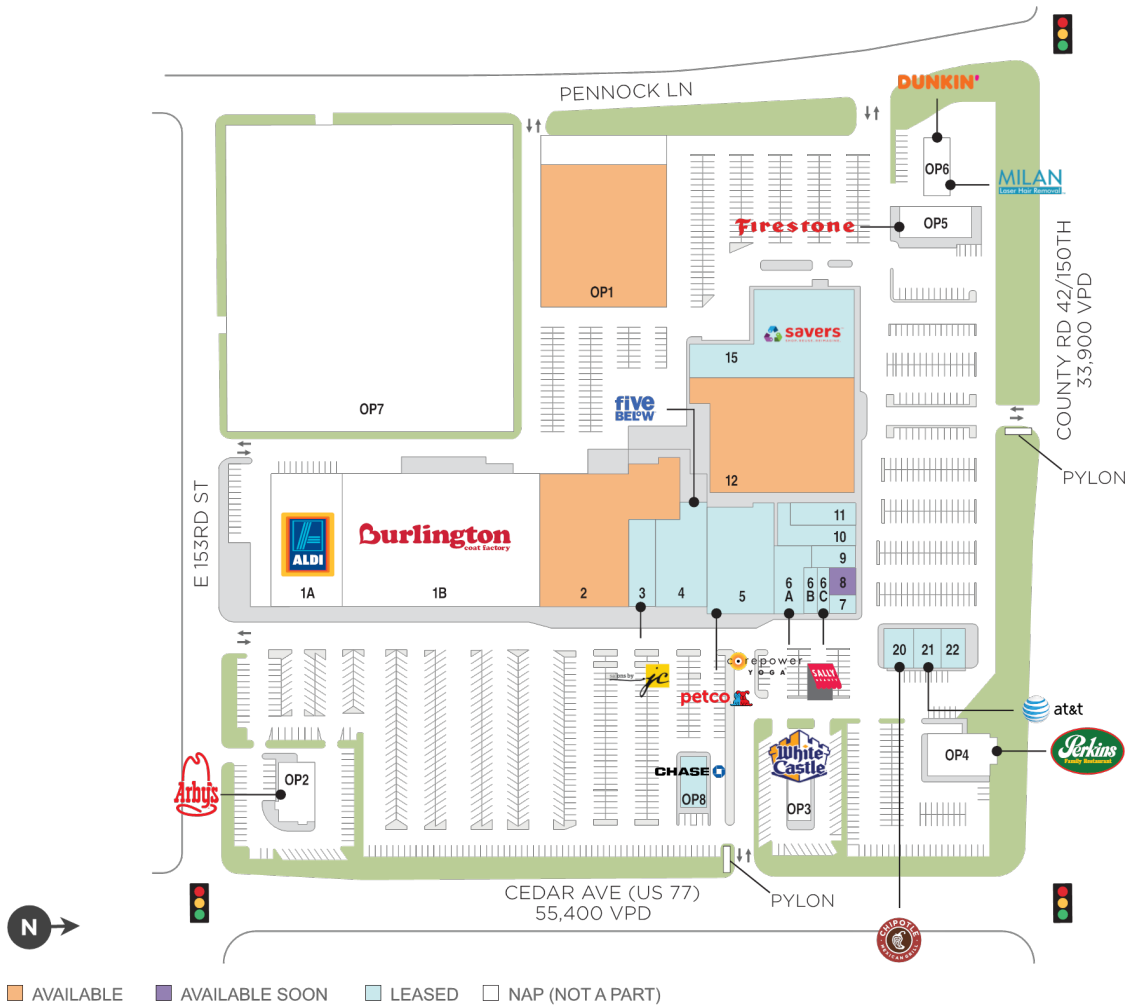 PENNOCK LN
DUNKIN'
OP6
MILAN
Laser Hair Removal
Firestone
OP5
COUNTY RD 42/150TH
33,900 VPD
OP1
savers
15
OP7
five
BELOW
12
PYLON
E 153RD ST
ALDI
1A
Burlington
coat factory
1B
2
3
4
5
6
A
6
B
6
C
7
8
9
10
11
20
21
22
corepower
YOGA
salons by
jc
petco
SALLY
at&t
Perkins
Family Restaurant
OP4
White
Castle
OP3
CHASE
OP8
Arby's
OP2
CEDAR AVE (US 77)
55,400 VPD
PYLON
CHIPOTLE
MEXICAN GRILL
N
AVAILABLE
AVAILABLE SOON
LEASED
NAP (NOT A PART)